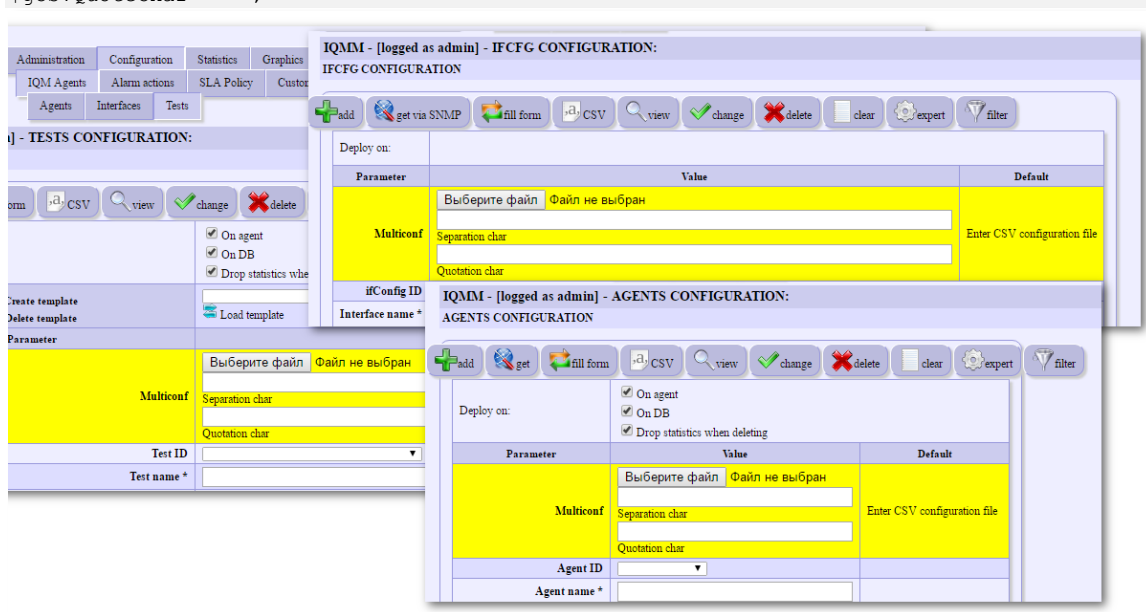 Administration Configuration Statistics Graphics
IQM Agents Alarm actions SLA Policy
Agents Interfaces Tests
- TESTS CONFIGURATION:
CSV view change delete
On agent
On DB
Drop statistics
Create template
Delete template
Load template
Parameter
Выберите файл Файл не выбран
Multiconf
Separation char
Quotation char
Test ID
Test name *
IQMM - [logged as admin] - IFCFG CONFIGURATION:
IFCFG CONFIGURATION
add get via SNMP fill form ,a, CSV view change delete clear expert filter
Deploy on:
Parameter Value Default
Выберите файл Файл не выбран
Multiconf
Separation char
Enter CSV configuration file
Quotation char
ifConfig ID
Interface name *
IQMM - [logged as admin] - AGENTS CONFIGURATION:
AGENTS CONFIGURATION
add get fill form ,a, CSV view change delete clear expert filter
Deploy on:
On agent
On DB
Drop statistics when deleting
Parameter Value Default
Выберите файл Файл не выбран
Multiconf
Separation char
Enter CSV configuration file
Quotation char
Agent ID
Agent name *